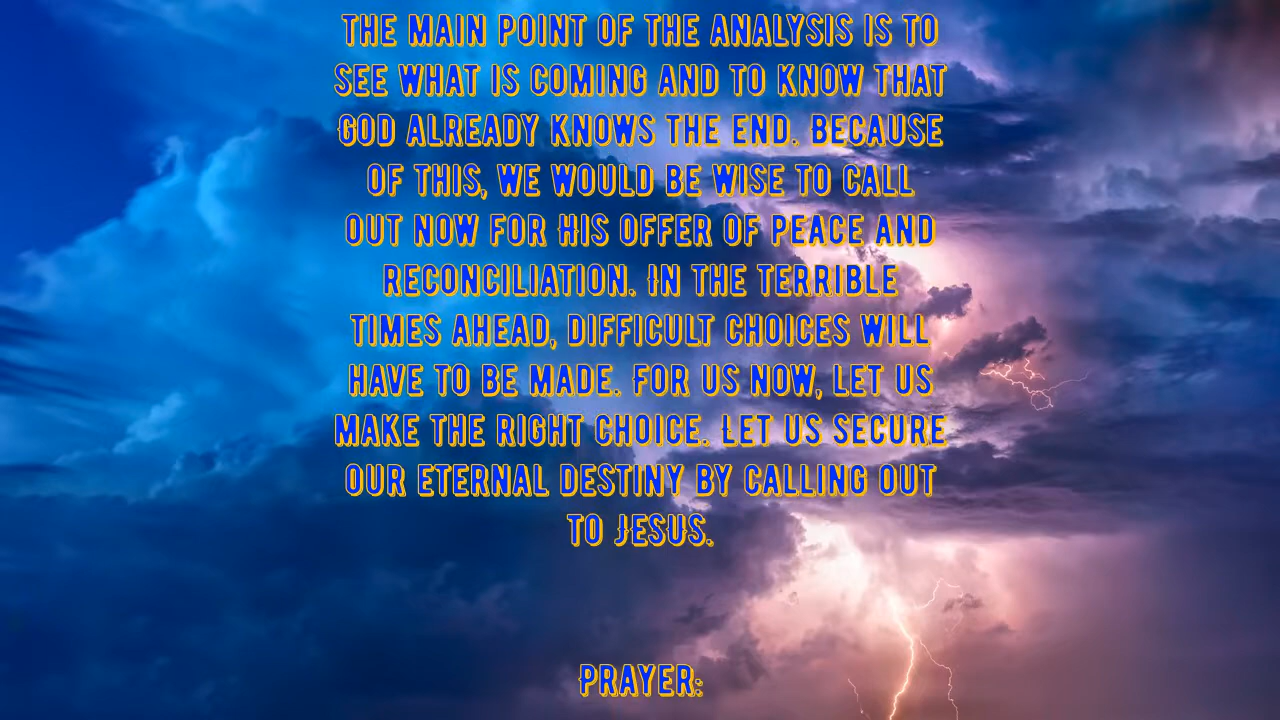 THE MAIN POINT OF THE ANALYSIS IS TO
SEE WHAT IS COMING AND TO KNOW THAT
GOD ALREADY KNOWS THE END. BECAUSE
OF THIS, WE WOULD BE WISE TO CALL
OUT NOW FOR HIS OFFER OF PEACE AND
RECONCILIATION. IN THE TERRIBLE
TIMES AHEAD, DIFFICULT CHOICES WILL
HAVE TO BE MADE. FOR US NOW, LET US
MAKE THE RIGHT CHOICE. LET US SECURE
OUR ETERNAL DESTINY BY CALLING OUT
TO JESUS.
PRAYER: